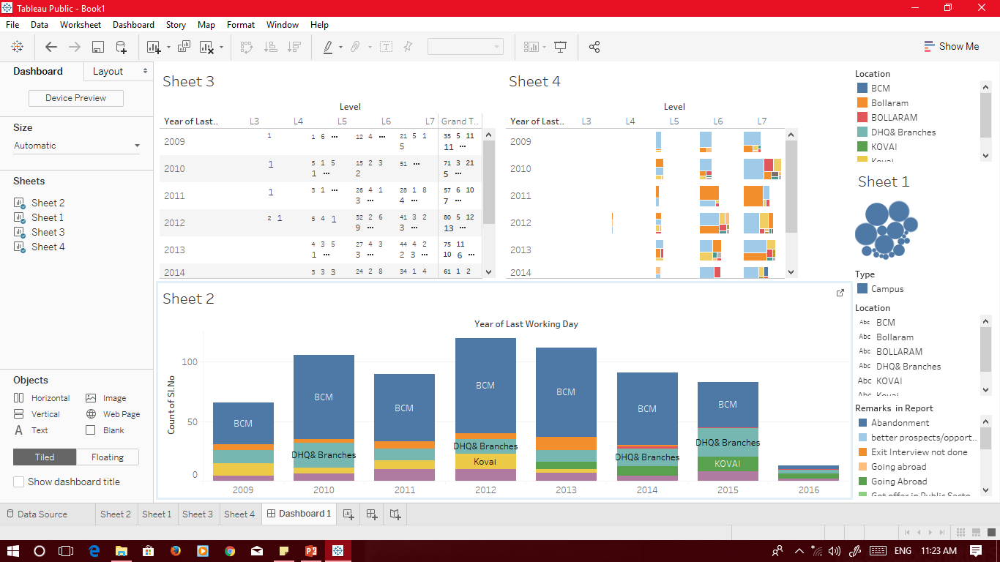 Tableau Public - Book1
File Data Worksheet Dashboard Story Map Format Window Help
Show Me
Dashboard Layout
Device Preview
Size
Automatic
Sheets
Sheet 2
Sheet 1
Sheet 3
Sheet 4
Objects
Horizontal Image
Vertical Web Page
Text Blank
Tiled Floating
Show dashboard title
Sheet 3
Level
Year of Last.. L3 L4 L5 L6 L7 Grand T..
2009 1 1 6 ••• 12 4 ••• 21 5 1 35 5 11
5 11 •••
2010 1 5 1 5 15 2 3 51 ••• 71 3 21
1 ••• 2 5 •••
2011 1 3 1 ••• 26 4 1 28 1 8 57 6 10
3 ••• 4 ••• 7 •••
2012 2 1 5 4 1 32 2 6 41 3 2 80 5 12
9 ••• 3 ••• 13 •••
2013 4 3 5 27 4 3 44 4 2 75 11
1 ••• 3 ••• 2 3 ••• 10 6 •••
2014 3 3 3 24 2 8 34 1 4 61 1 2
Sheet 4
Level
Year of Last.. L3 L4 L5 L6 L7
2009
2010
2011
2012
2013
2014
Sheet 2
Year of Last Working Day
Count of Sl.No
100
50
0
BCM
BCM
DHQ& Branches
BCM
BCM
DHQ& Branches
Kovai
BCM
BCM
DHQ& Branches
BCM
DHQ& Branches
KOVAI
2009 2010 2011 2012 2013 2014 2015 2016
Location
BCM
Bollaram
BOLLARAM
DHQ& Branches
KOVAI
Kovai
Sheet 1
Type
Campus
Location
Abc BCM
Abc Bollaram
Abc BOLLARAM
Abc DHQ& Branches
Abc KOVAI
Abc Kovai
Remarks in Report
Abandonment
better prospects/opport..
Exit Interview not done
Going abroad
Going Abroad
Got offer in Public Secto..
Data Source Sheet 2 Sheet 1 Sheet 3 Sheet 4 Dashboard 1
ENG 11:23 AM